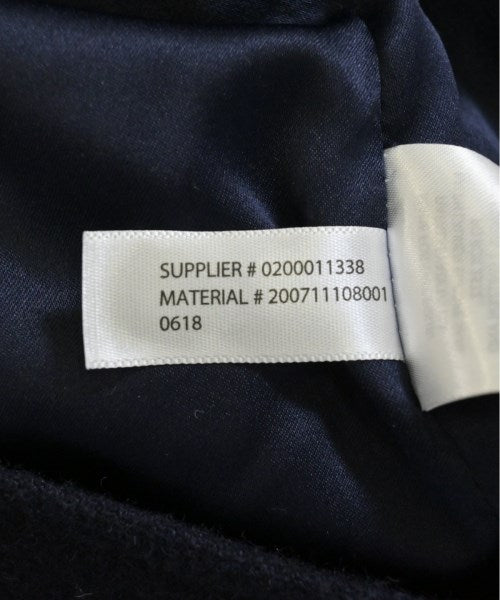 SUPPLIER # 0200011338
MATERIAL # 200711108001
0618